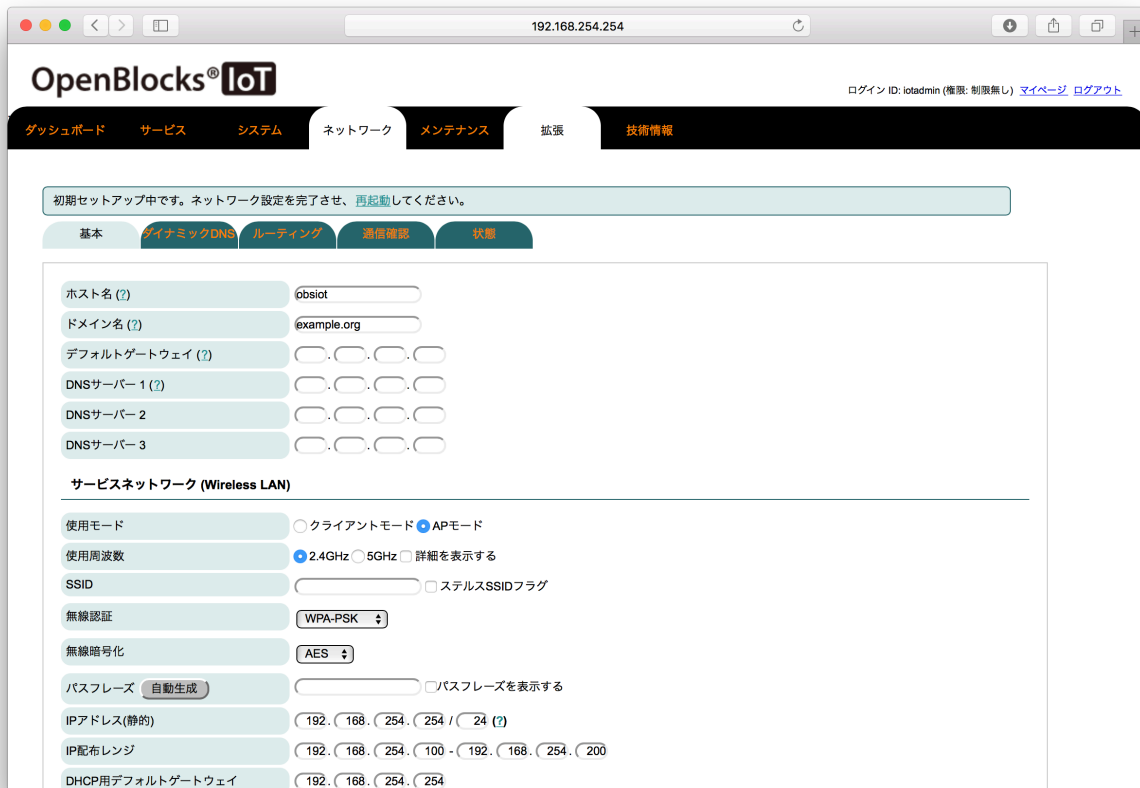 192.168.254.254
OpenBlocks® IoT
ログイン ID: iotadmin (権限: 制限無し) マイページ ログアウト
ダッシュボード サービス システム ネットワーク メンテナンス 拡張 技術情報
初期セットアップ中です。ネットワーク設定を完了させ、 再起動してください。
基本 ダイナミックDNS ルーティング 通信確認 状態
ホスト名 (?) obsiot
ドメイン名 (?) example.org
デフォルトゲートウェイ (?) . . .
DNSサーバー 1 (?) . . .
DNSサーバー 2 . . .
DNSサーバー 3 . . .
サービスネットワーク (Wireless LAN)
使用モード クライアントモード APモード
使用周波数 2.4GHz 5GHz 詳細を表示する
SSID ステルスSSIDフラグ
無線認証 WPA-PSK
無線暗号化 AES
パスフレーズ 自動生成 パスフレーズを表示する
IPアドレス(静的) 192. 168. 254. 254 / 24 (?)
IP配布レンジ 192. 168. 254. 100 - 192. 168. 254. 200
DHCP用デフォルトゲートウェイ 192. 168. 254. 254